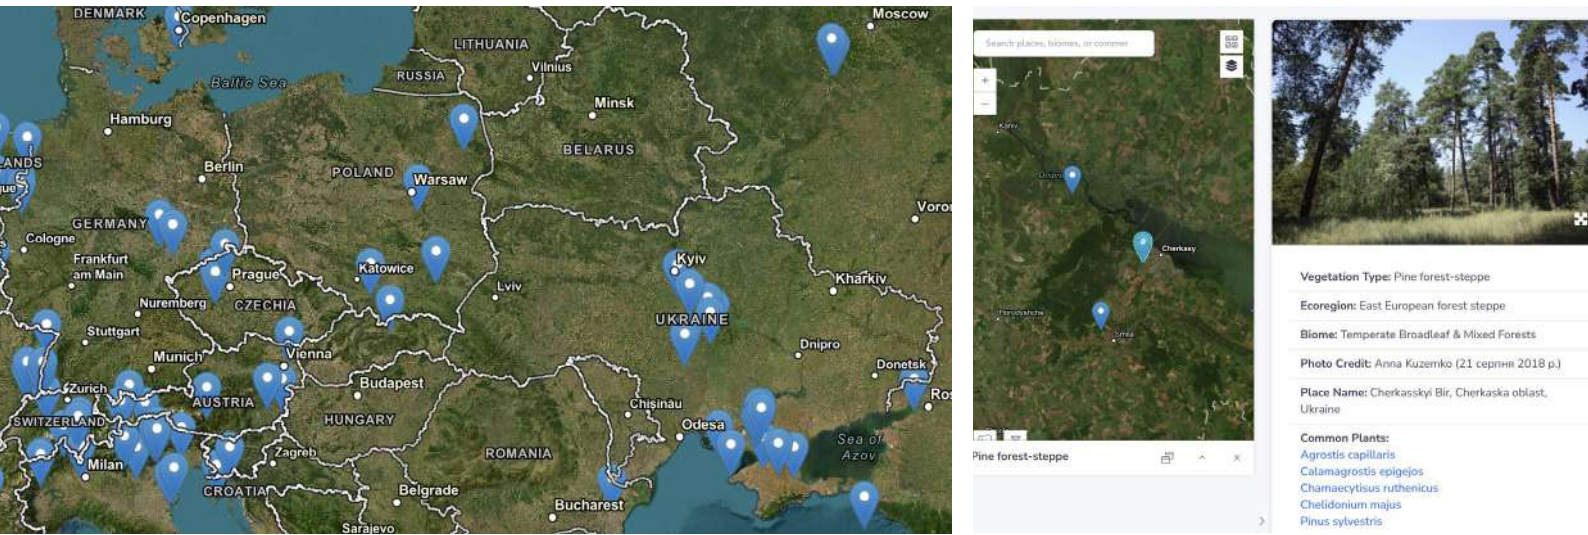 DENMARK
Copenhagen
Moscow
LITHUANIA
Baltic Sea
RUSSIA
Vilnius
Hamburg
Minsk
BELARUS
LANDS
Berlin
POLAND
Warsaw
gue
GERMANY
Voro
Cologne
Frankfurt
am Main
Prague
Katowice
Kyiv
Kharkiv
Nuremberg
CZECHIA
Lviv
UKRAINE
Stuttgart
Munich
Vienna
Dnipro
Donetsk
Zurich
Budapest
AUSTRIA
Chișinău
Ros
SWITZERLAND
HUNGARY
Odesa
Sea of
Azov
Milan
Zagreb
ROMANIA
CROATIA
Belgrade
Bucharest
Sarajevo
Search places, biomes, or commer
+
−
Kaniv
Dnipro
Cherkasy
Horodyshche
Smila
Pine forest-steppe
Vegetation Type: Pine forest-steppe
Ecoregion: East European forest steppe
Biome: Temperate Broadleaf & Mixed Forests
Photo Credit: Anna Kuzemko (21 серпня 2018 р.)
Place Name: Cherkasskyi Bir, Cherkaska oblast,
Ukraine
Common Plants:
Agrostis capillaris
Calamagrostis epigejos
Chamaecytisus ruthenicus
Chelidonium majus
Pinus sylvestris